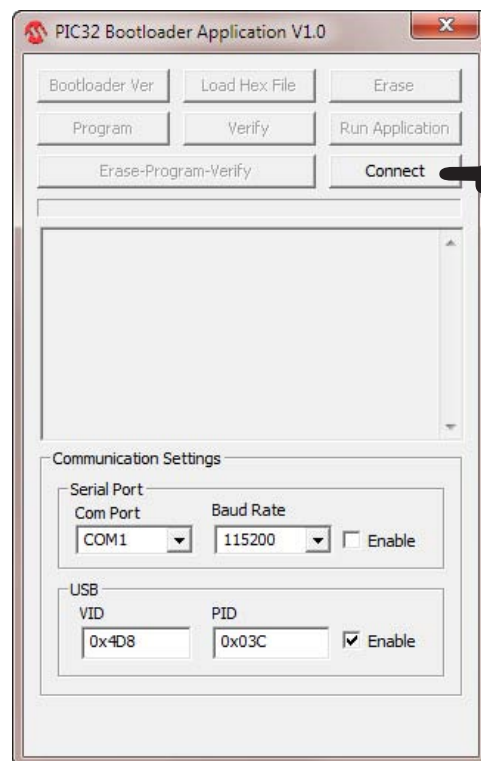 PIC32 Bootloader Application V1.0
Bootloader Ver Load Hex File Erase
Program Verify Run Application
Erase-Program-Verify Connect
Communication Settings
Serial Port
Com Port Baud Rate
COM1 115200 Enable
USB
VID PID
0x4D8 0x03C Enable